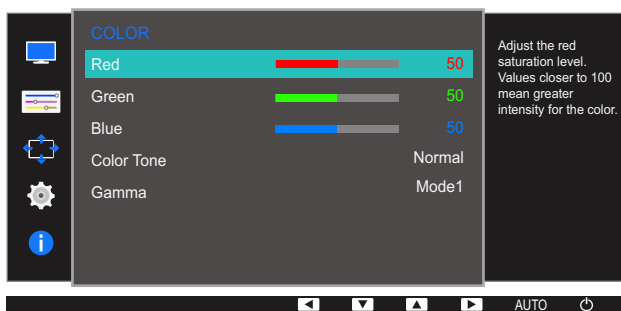 COLOR
Red 50
Green 50
Blue 50
Color Tone Normal
Gamma Mode1
Adjust the red
saturation level.
Values closer to 100
mean greater
intensity for the color.
AUTO